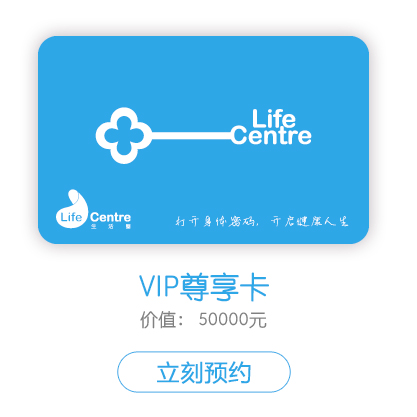 Life
Centre
Life Centre
生活馆
打开身体密码，开启健康人生
VIP尊享卡
价值： 50000元
立刻预约